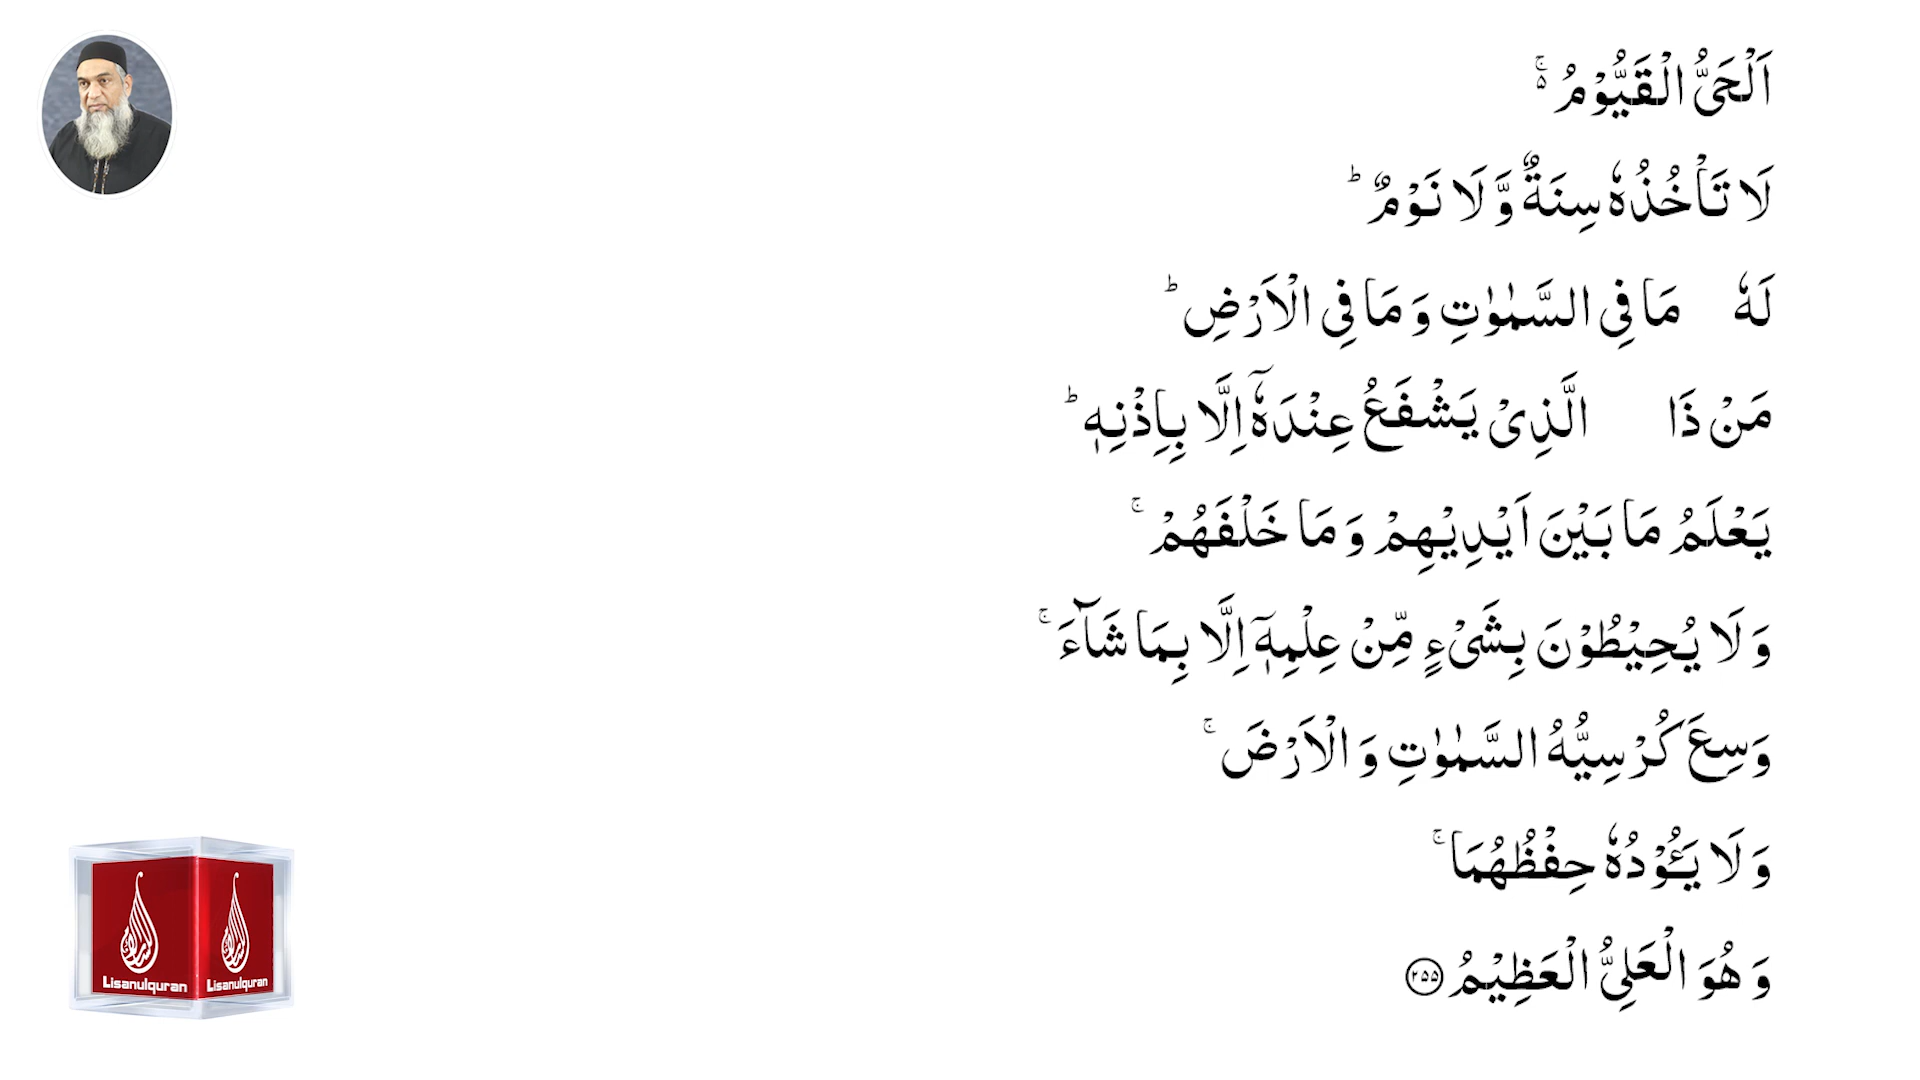 اَلْحَیُّ الْقَیُّوْمُ ۚ۬
لَا تَاْخُذُهٗ سِنَةٌ وَّ لَا نَوْمٌ ؕ
لَهٗ مَا فِی السَّمٰوٰتِ وَ مَا فِی الْاَرْضِ ؕ
مَنْ ذَا الَّذِیْ یَشْفَعُ عِنْدَهٗۤ اِلَّا بِاِذْنِهٖ ؕ
یَعْلَمُ مَا بَیْنَ اَیْدِیْهِمْ وَ مَا خَلْفَهُمْ ۚ
وَ لَا یُحِیْطُوْنَ بِشَیْءٍ مِّنْ عِلْمِهٖۤ اِلَّا بِمَا شَآءَ ۚ
وَسِعَ كُرْسِیُّهُ السَّمٰوٰتِ وَ الْاَرْضَ ۚ
وَ لَا یَـُٔوْدُهٗ حِفْظُهُمَا ۚ
وَ هُوَ الْعَلِیُّ الْعَظِیْمُ ۝۲۵۵
Lisanulquran
Lisanulquran